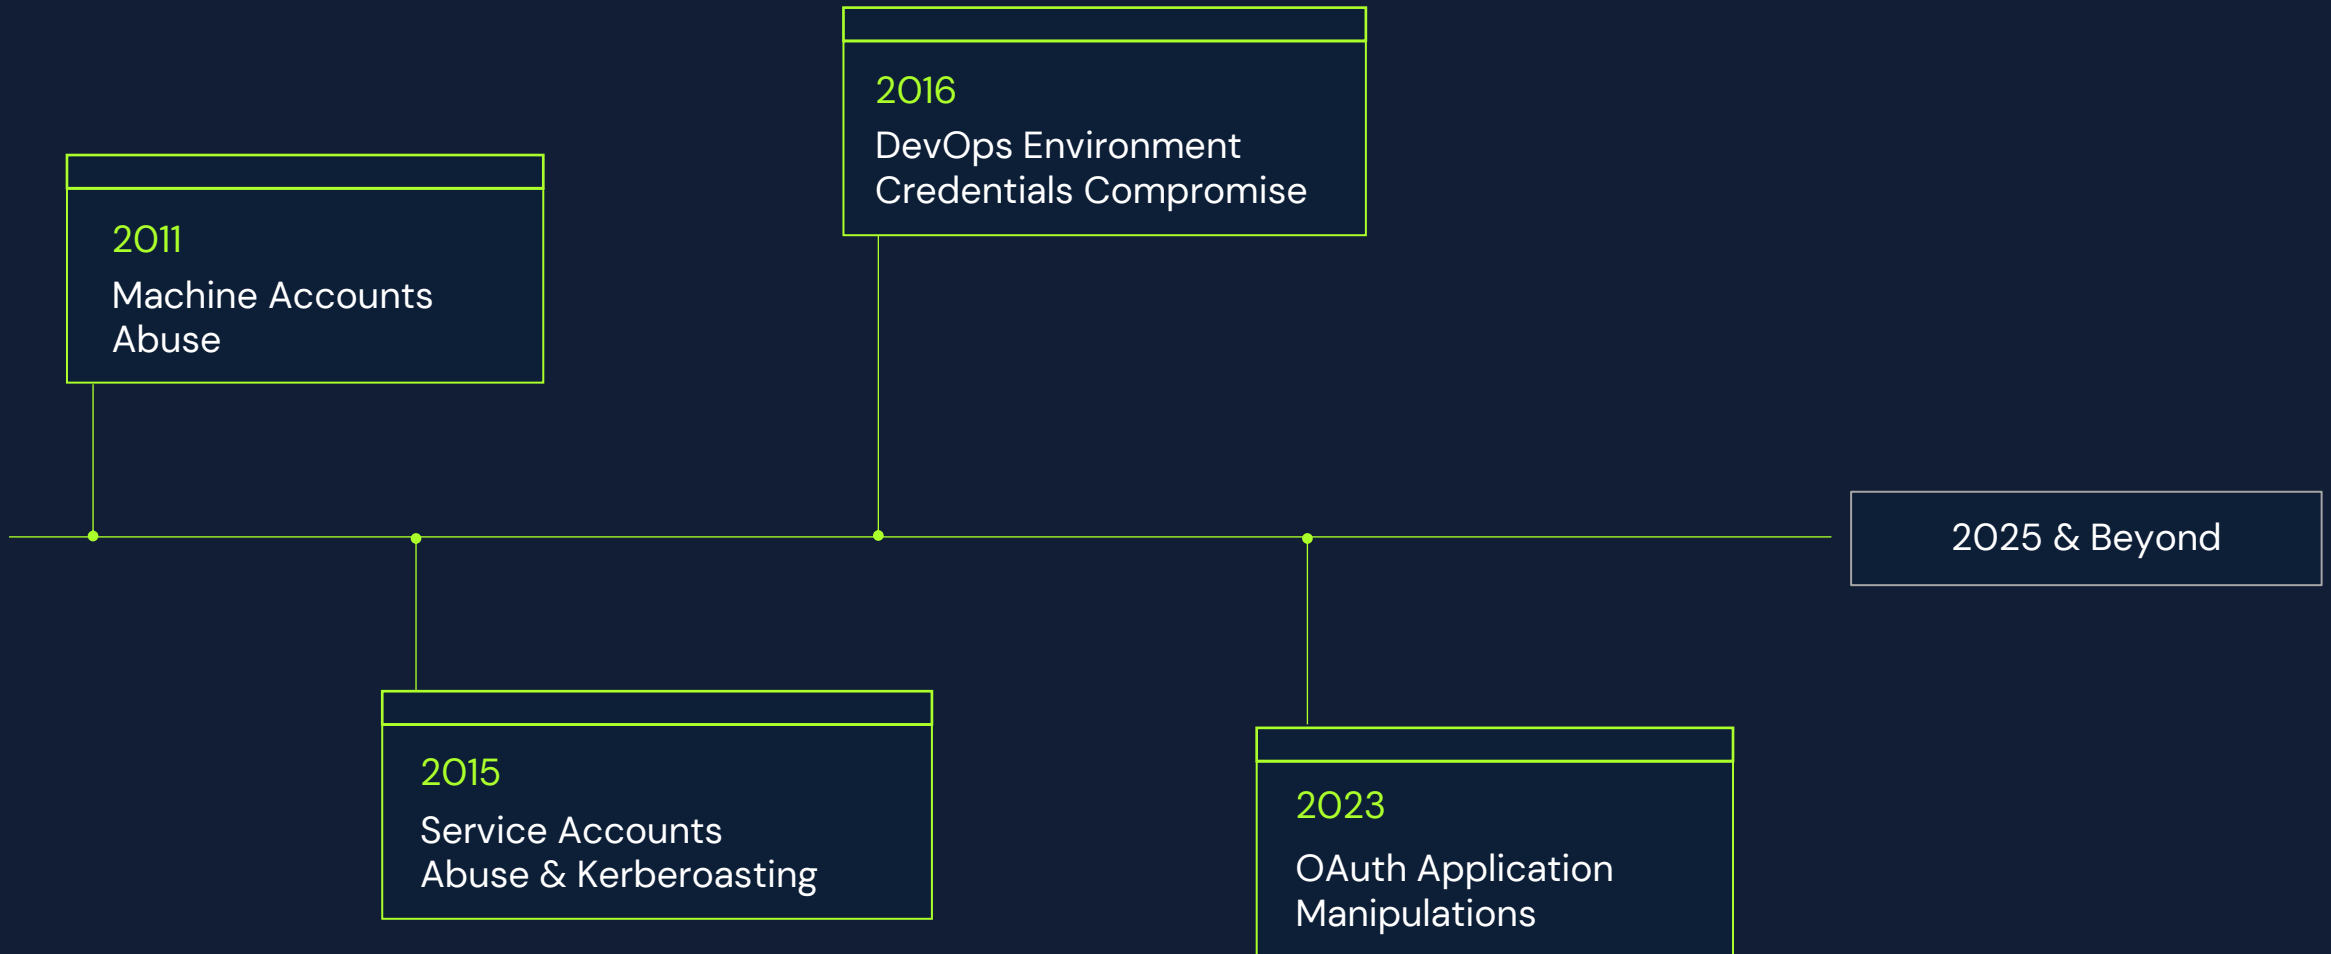 2016
DevOps Environment
Credentials Compromise
2011
Machine Accounts
Abuse
2025 & Beyond
2015
Service Accounts
Abuse & Kerberoasting
2023
OAuth Application
Manipulations